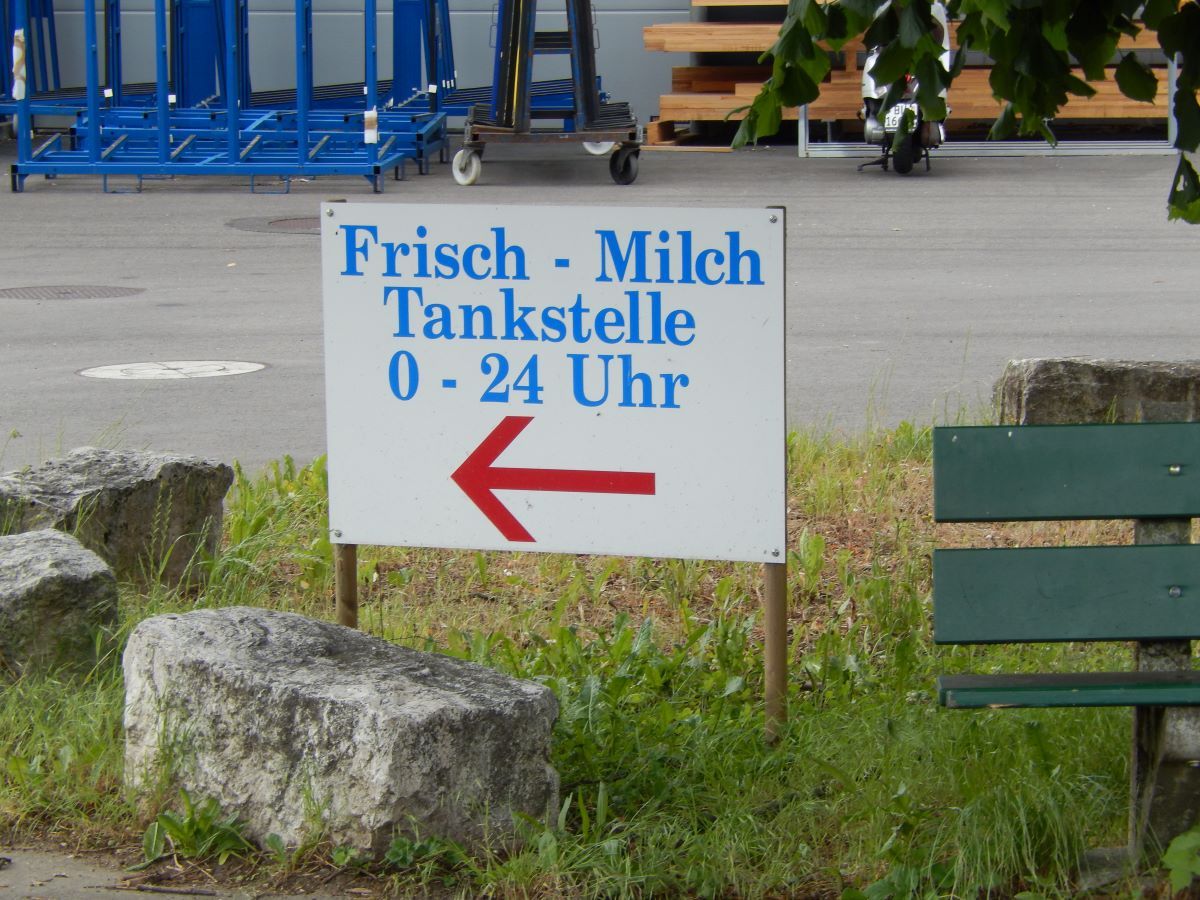 Frisch - Milch
Tankstelle
0 - 24 Uhr